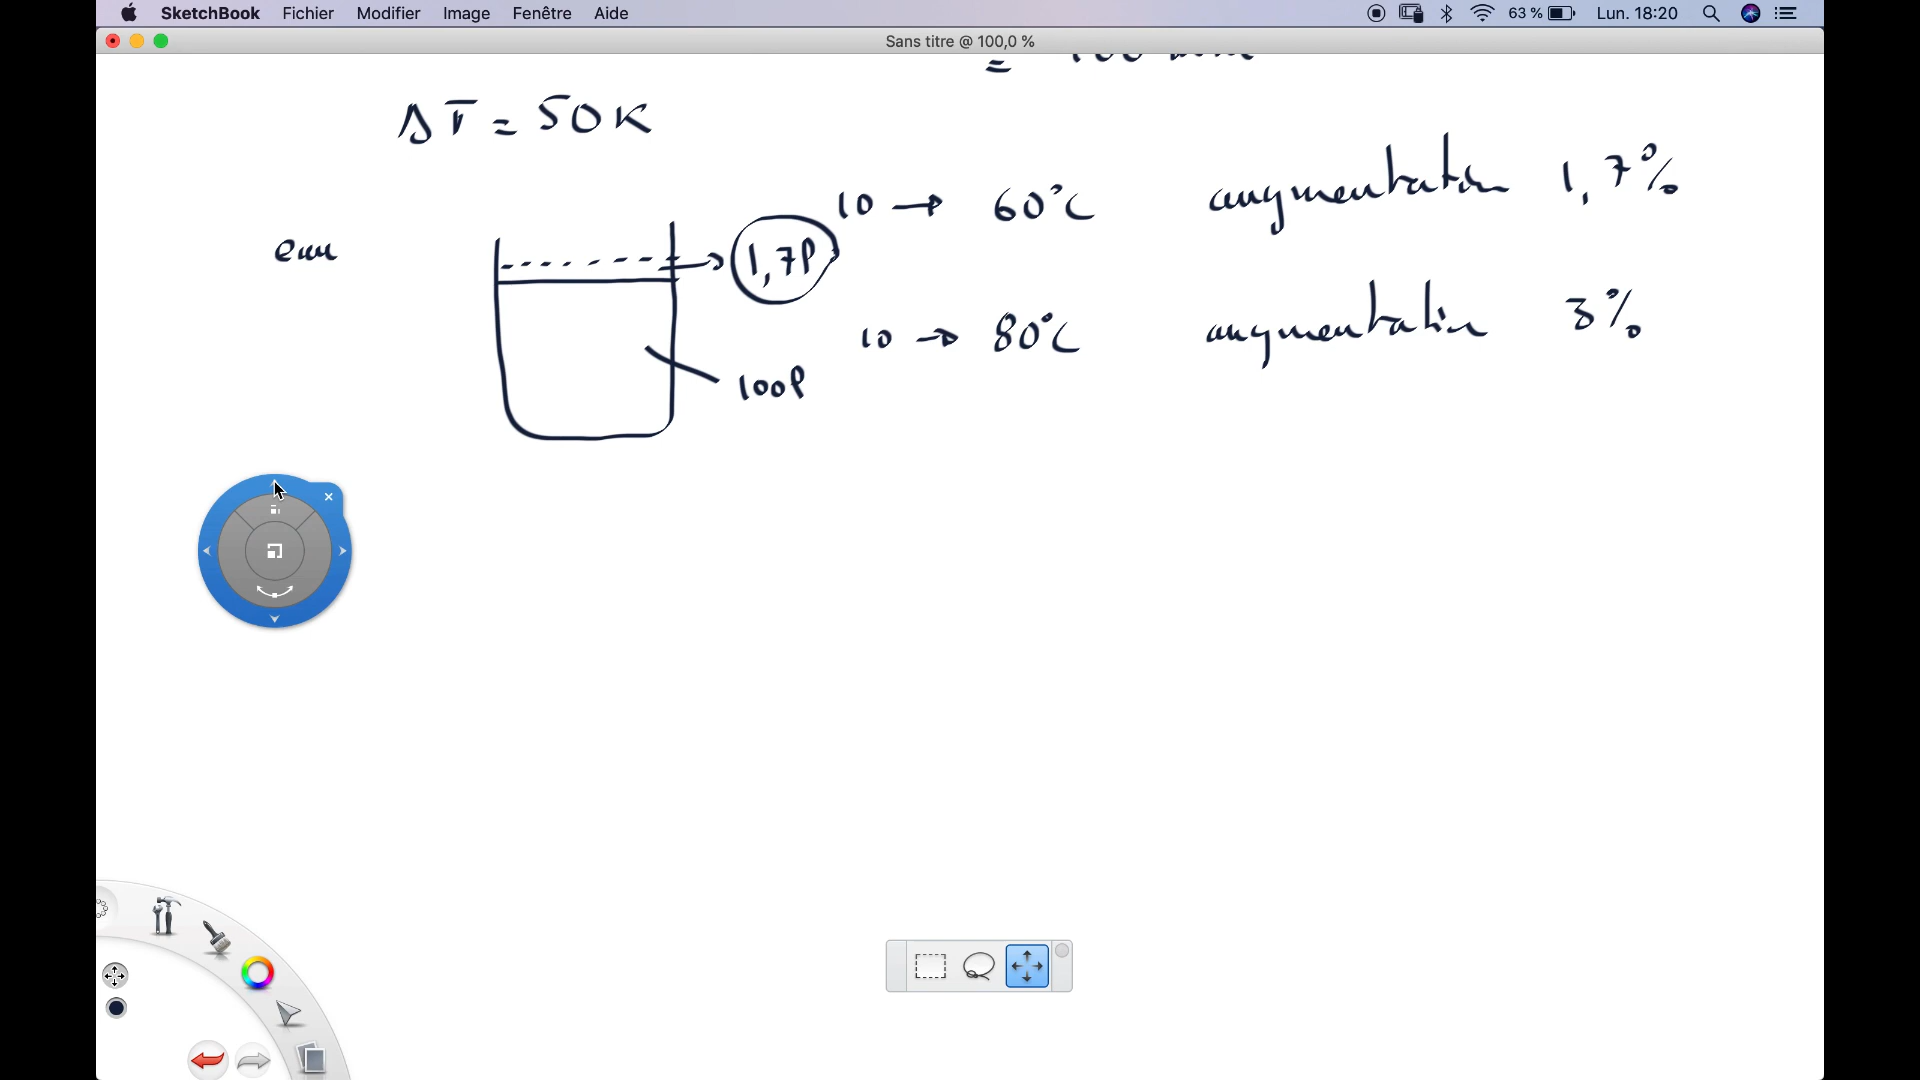 SketchBook Fichier Modifier Image Fenêtre Aide 63 % Lun. 18:20
Sans titre @ 100,0 %
ΔT = 50K
10 → 60°C augmentation 1,7%
eau
1,7l
10 → 80°C augmentation 3%
100l